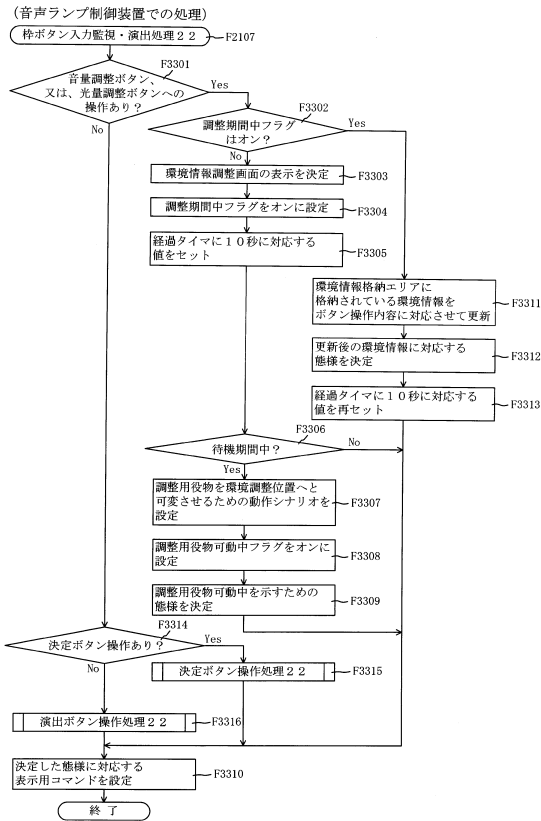 (音声ランプ制御装置での処理)
枠ボタン入力監視・演出処理22
F2107
音量調整ボタン、
又は、光量調整ボタンへの
操作あり?
F3301
Yes
No
調整期間中フラグ
はオン?
F3302
Yes
No
環境情報調整画面の表示を決定
F3303
調整期間中フラグをオンに設定
F3304
経過タイマに10秒に対応する
値をセット
F3305
環境情報格納エリアに
格納されている環境情報を
ボタン操作内容に対応させて更新
F3311
更新後の環境情報に対応する
態様を決定
F3312
経過タイマに10秒に対応する
値を再セット
F3313
待機期間中?
F3306
No
Yes
調整用役物を環境調整位置へと
可変させるための動作シナリオを
設定
F3307
調整用役物可動中フラグをオンに
設定
F3308
調整用役物可動中を示すための
態様を決定
F3309
決定ボタン操作あり?
F3314
Yes
No
決定ボタン操作処理22
F3315
演出ボタン操作処理22
F3316
決定した態様に対応する
表示用コマンドを設定
F3310
終了